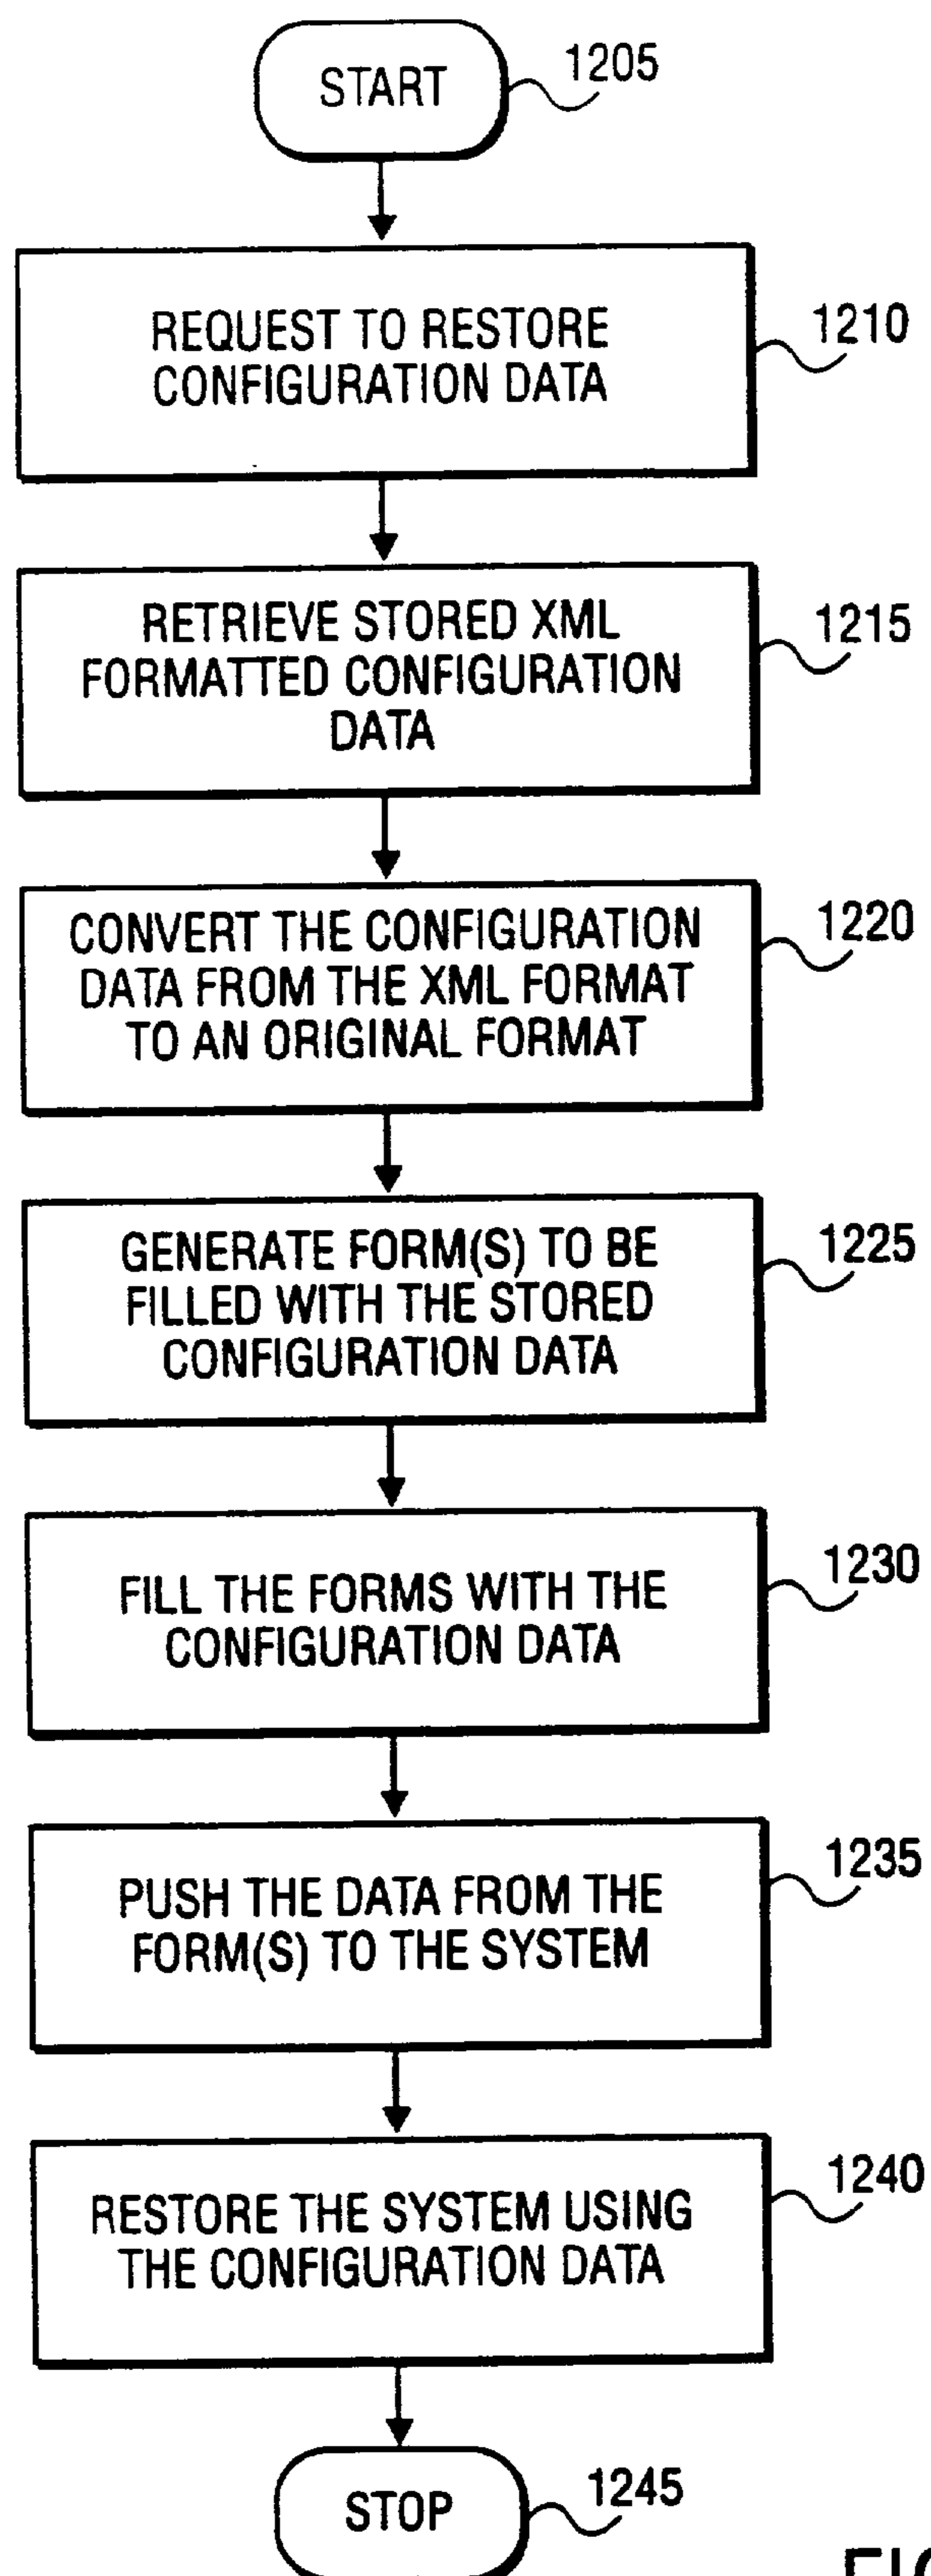 START
1205
REQUEST TO RESTORE
CONFIGURATION DATA
1210
RETRIEVE STORED XML
FORMATTED CONFIGURATION
DATA
1215
CONVERT THE CONFIGURATION
DATA FROM THE XML FORMAT
TO AN ORIGINAL FORMAT
1220
GENERATE FORM(S) TO BE
FILLED WITH THE STORED
CONFIGURATION DATA
1225
FILL THE FORMS WITH THE
CONFIGURATION DATA
1230
PUSH THE DATA FROM THE
FORM(S) TO THE SYSTEM
1235
RESTORE THE SYSTEM USING
THE CONFIGURATION DATA
1240
STOP
1245